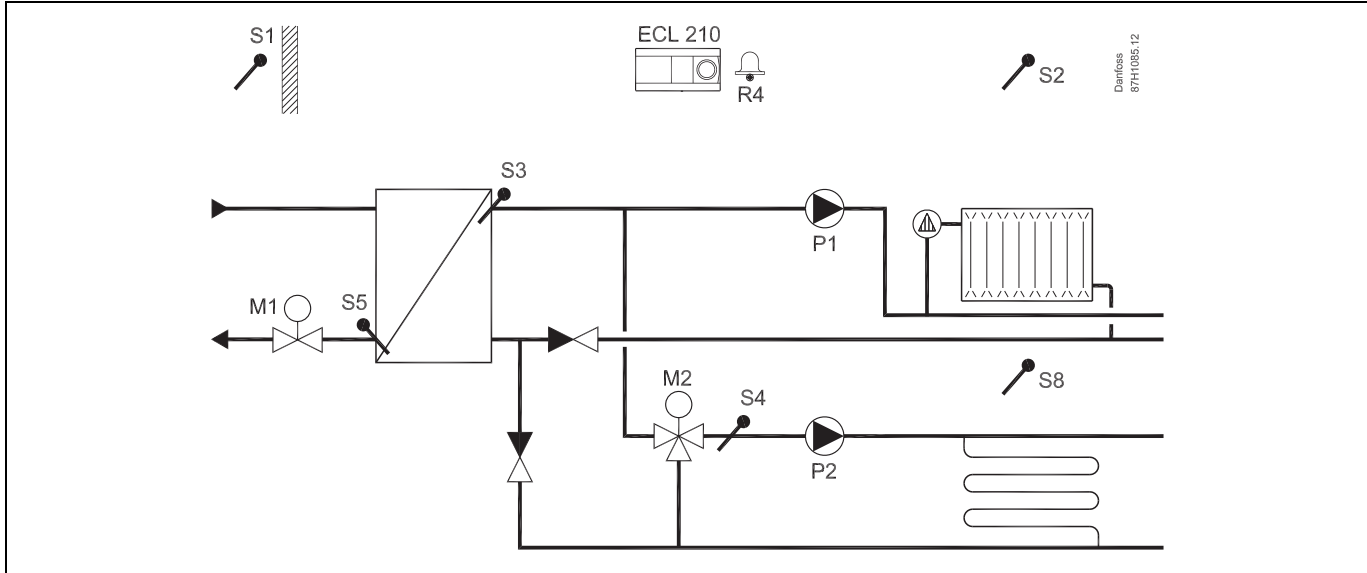 S1
ECL 210
R4
S2
Danfoss
87H1085.12
S3
P1
M1
S5
M2
S4
S8
P2